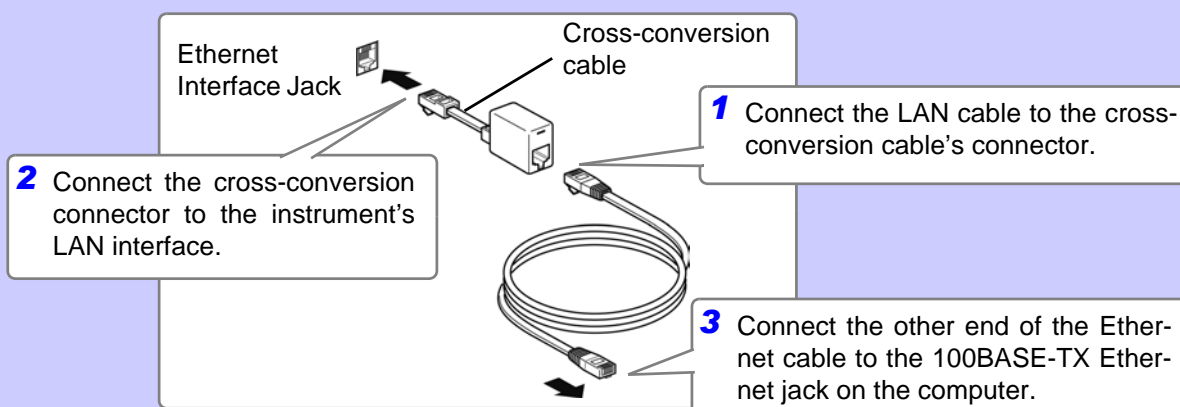 Ethernet
Interface Jack
Cross-conversion
cable
1 Connect the LAN cable to the cross-
conversion cable's connector.
2 Connect the cross-conversion
connector to the instrument's
LAN interface.
3 Connect the other end of the Ether-
net cable to the 100BASE-TX Ether-
net jack on the computer.